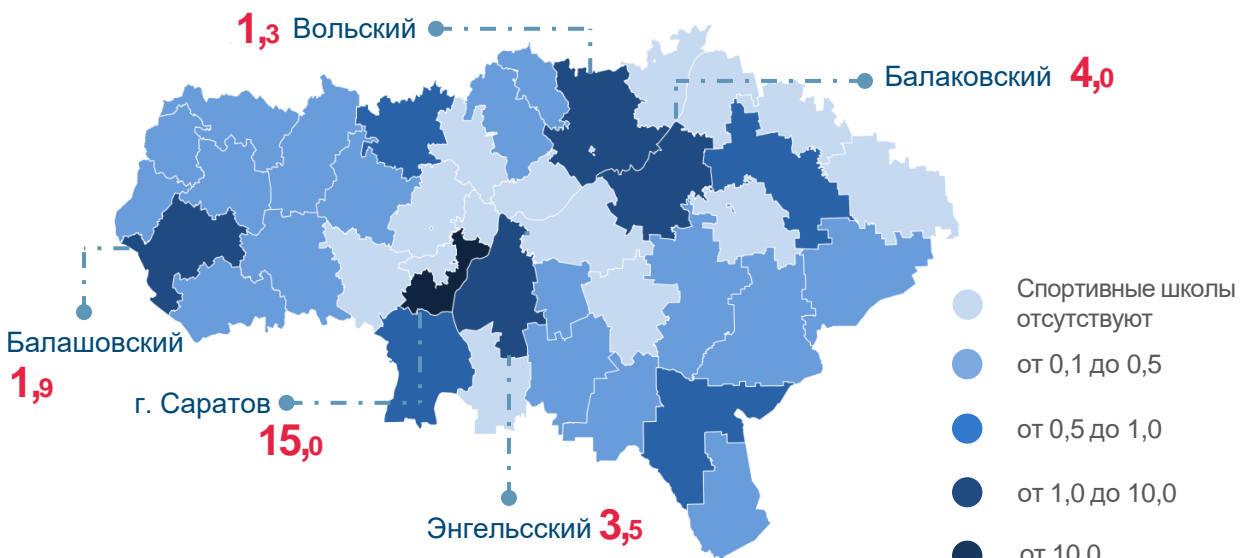 1,3 Вольский
Балаковский 4,0
Балашовский
1,9
г. Саратов
15,0
Энгельсский 3,5
Спортивные школы
отсутствуют
от 0,1 до 0,5
от 0,5 до 1,0
от 1,0 до 10,0
от 10,0